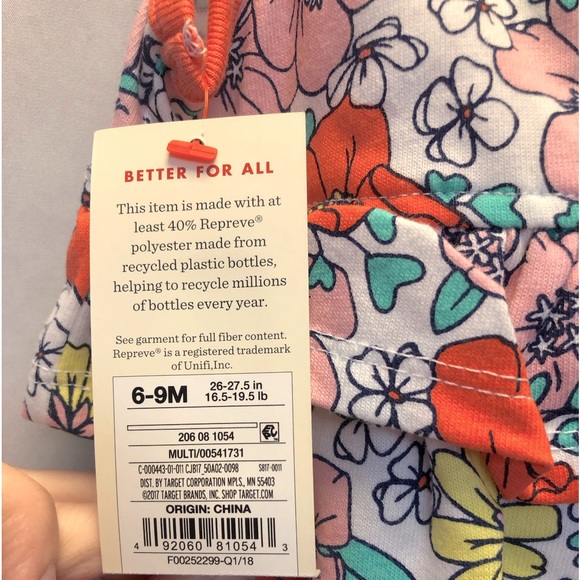 BETTER FOR ALL
This item is made with at
least 40% Repreve®
polyester made from
recycled plastic bottles,
helping to recycle millions
of bottles every year.
See garment for full fiber content.
Repreve® is a registered trademark
of Unifi,Inc.
6-9M
26-27.5 in
16.5-19.5 lb
206 08 1054
MULTI/00541731
C-000443-01-011 CJB17_50A02-0098 S817-0011
DIST. BY TARGET CORPORATION MPLS., MN 55403
©2017 TARGET BRANDS, INC. SHOP TARGET.COM
ORIGIN: CHINA
4 92060 81054 3
F00252299-Q1/18